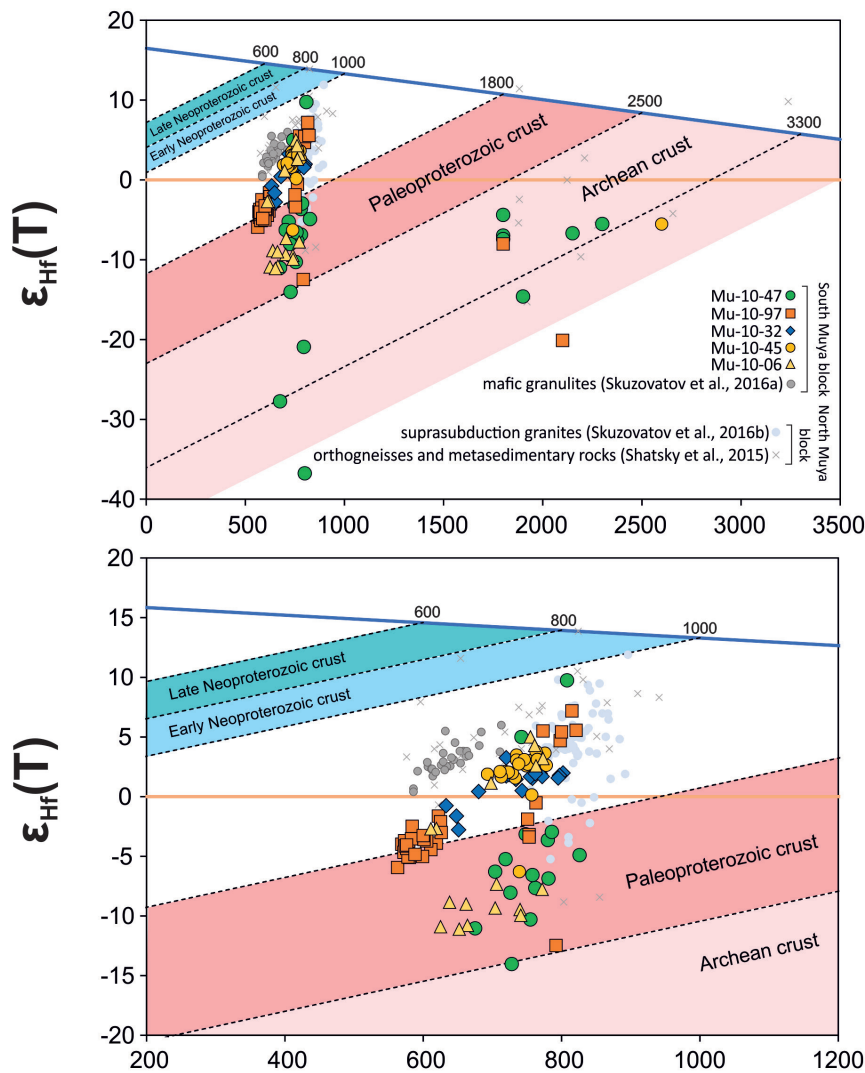 20
10
0
-10
-20
-30
-40
εHf(T)
600
800
1000
1800
2500
3300
Late Neoproterozoic crust
Early Neoproterozoic crust
Paleoproterozoic crust
Archean crust
Mu-10-47
Mu-10-97
Mu-10-32
Mu-10-45
Mu-10-06
mafic granulites (Skuzovatov et al., 2016a)
South Muya block
suprasubduction granites (Skuzovatov et al., 2016b)
orthogneisses and metasedimentary rocks (Shatsky et al., 2015)
North Muya
block
0 500 1000 1500 2000 2500 3000 3500
20
15
10
5
0
-5
-10
-15
-20
εHf(T)
600
800
1000
Late Neoproterozoic crust
Early Neoproterozoic crust
Paleoproterozoic crust
Archean crust
200 400 600 800 1000 1200